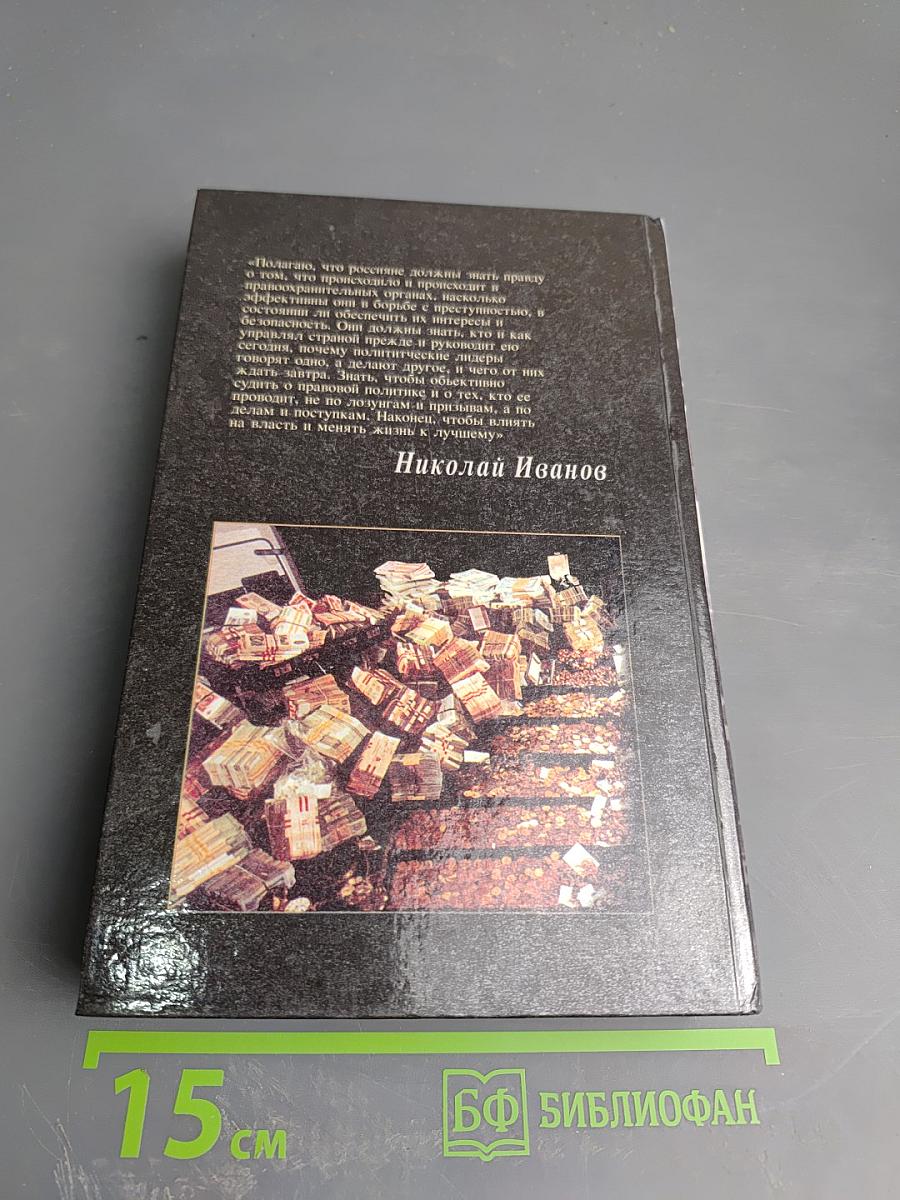 «Полагаю, что россияне должны знать правду
о том, что происходило и происходит в
правоохранительных органах, насколько
эффективны они в борьбе с преступностью, в
состоянии ли обеспечить их интересы и
безопасность. Они должны знать, кто и как
управлял страной прежде и руководит ею
сегодня, почему полититческие лидеры
говорят одно, а делают другое, и чего от них
ждать завтра. Знать, чтобы обьективно
судить о правовой политике и о тех, кто ее
проводит, не по лозунгам и призывам, а по
делам и поступкам. Наконец, чтобы влиять
на власть и менять жизнь к лучшему»
Николай Иванов
15 см
БФ БИБЛИОФАН